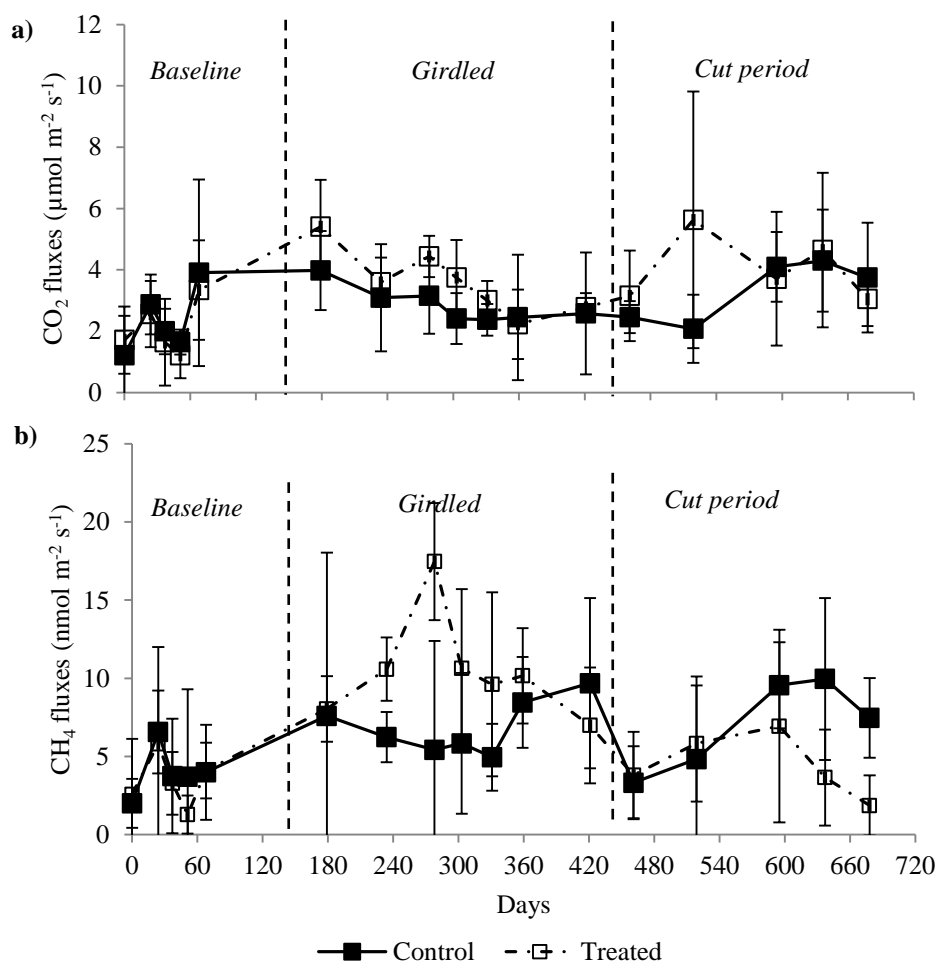 a)
12
10
8
6
4
2
0
CO₂ fluxes (µmol m⁻² s⁻¹)
Baseline
Girdled
Cut period
b)
25
20
15
10
5
0
CH₄ fluxes (nmol m⁻² s⁻¹)
Baseline
Girdled
Cut period
0 60 120 180 240 300 360 420 480 540 600 660 720
Days
Control Treated